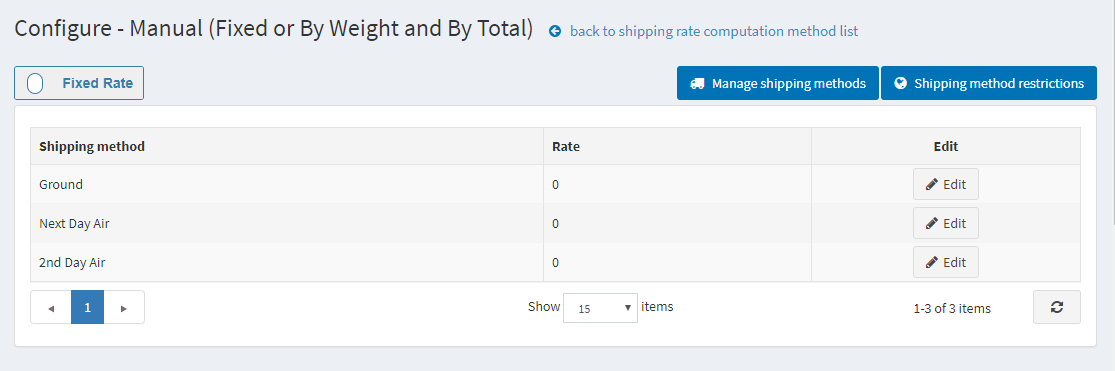 Configure - Manual (Fixed or By Weight and By Total) back to shipping rate computation method list
Fixed Rate Manage shipping methods Shipping method restrictions
Shipping method Rate Edit
Ground 0 Edit
Next Day Air 0 Edit
2nd Day Air 0 Edit
1 Show 15 items 1-3 of 3 items